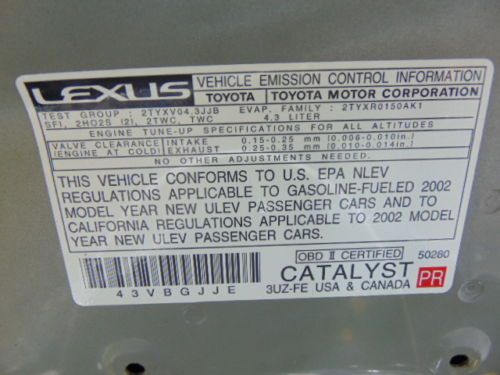 LEXUS
VEHICLE EMISSION CONTROL INFORMATION
TOYOTA TOYOTA MOTOR CORPORATION
TEST GROUP : 2TYXV04.3JJB EVAP. FAMILY : 2TYXR0150AK1
SFI, 2HO2S (2), 2TWC, TWC 4.3 LITER
ENGINE TUNE-UP SPECIFICATIONS
VALVE CLEARANCE INTAKE 0.15-0.25 mm (0.006-0.010in.)
(ENGINE AT COLD) EXHAUST 0.25-0.35 mm (0.010-0.014in.)
NO OTHER ADJUSTMENTS NEEDED.
THIS VEHICLE CONFORMS TO U.S. EPA NLEV
REGULATIONS APPLICABLE TO GASOLINE-FUELED 2002
MODEL YEAR NEW ULEV PASSENGER CARS AND TO
CALIFORNIA REGULATIONS APPLICABLE TO 2002 MODEL
YEAR NEW ULEV PASSENGER CARS.
OBD II CERTIFIED 50280
CATALYST PR
43VBGJJE 3UZ-FE USA & CANADA